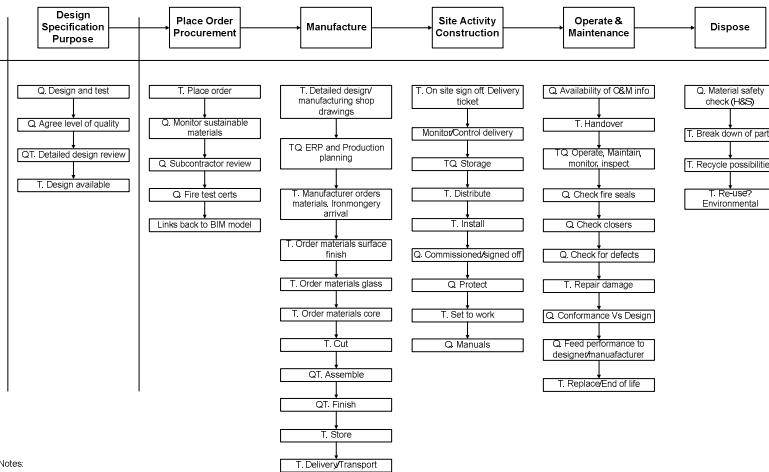 Design
Specification
Purpose
Place Order
Procurement
Manufacture
Site Activity
Construction
Operate &
Maintenance
Dispose
Q. Design and test
Q. Agree level of quality
QT. Detailed design review
T. Design available
T. Place order
Q. Monitor sustainable
materials
Q. Subcontractor review
Q. Fire test certs
Links back to BIM model
T. Detailed design/
manufacturing shop
drawings
TQ. ERP and Production
planning
T. Manufacturer orders
materials, Ironmongery
arrival
T. Order materials surface
finish
T. Order materials glass
T. Order materials core
T. Cut
QT. Assemble
QT. Finish
T. Store
T. Delivery/Transport
T. On site sign off. Delivery
ticket
Monitor/Control delivery
TQ. Storage
T. Distribute
T. Install
Q. Commissioned/signed off
Q. Protect
T. Set to work
Q. Manuals
Q. Availability of O&M info
T. Handover
TQ. Operate, Maintain,
monitor, inspect
Q. Check fire seals
Q. Check closers
Q. Check for defects
T. Repair damage
Q. Conformance Vs Design
Q. Feed performance to
designer/manuafacturer
T. Replace/End of life
Q. Material safety
check (H&S)
T. Break down of part
T. Recycle possibilitie
T. Re-use?
Environmental
Notes: